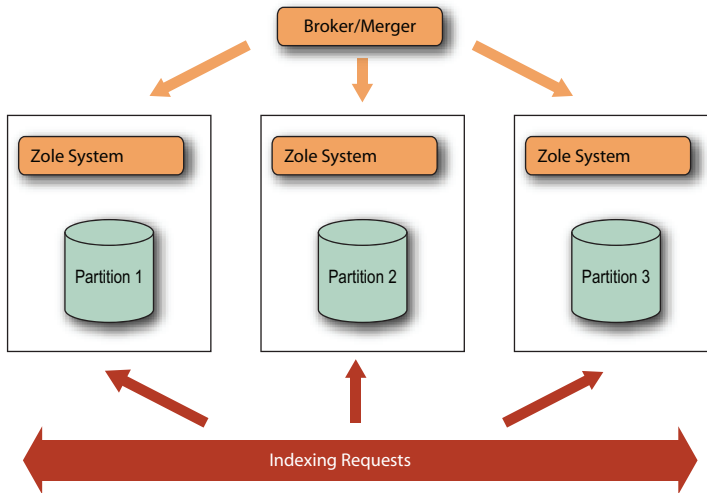 Broker/Merger
Zole System
Zole System
Zole System
Partition 1
Partition 2
Partition 3
Indexing Requests